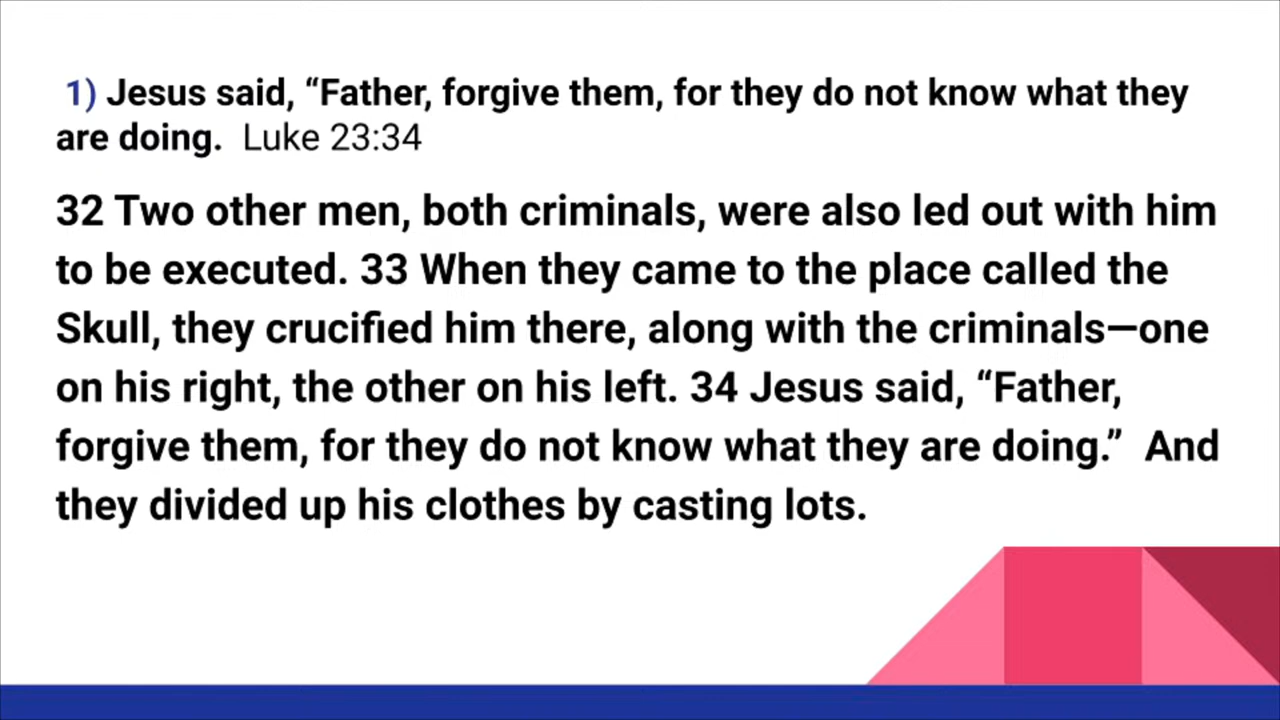 1) Jesus said, “Father, forgive them, for they do not know what they
are doing.  Luke 23:34
32 Two other men, both criminals, were also led out with him
to be executed. 33 When they came to the place called the
Skull, they crucified him there, along with the criminals—one
on his right, the other on his left. 34 Jesus said, “Father,
forgive them, for they do not know what they are doing.”  And
they divided up his clothes by casting lots.